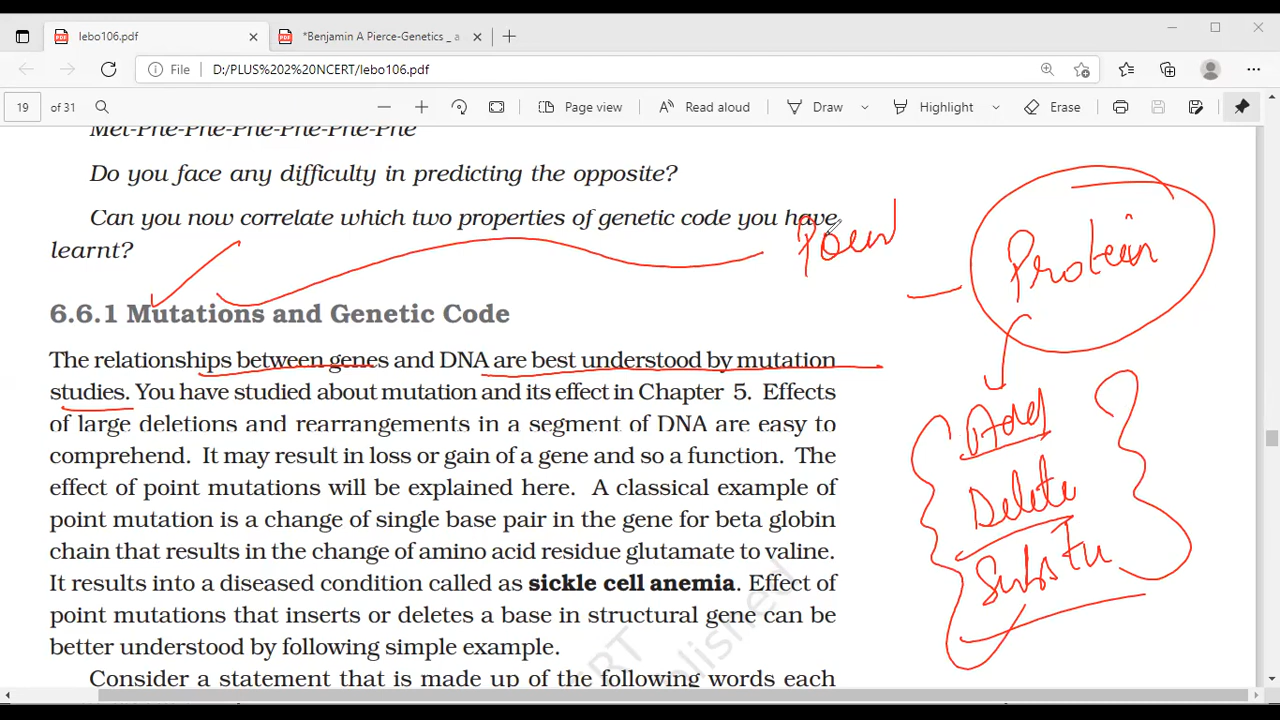 lebo106.pdf
*Benjamin A Pierce-Genetics _ a
File D:/PLUS%202%20NCERT/lebo106.pdf
19 of 31 Page view Read aloud Draw Highlight Erase
Met-Phe-Phe-Phe-Phe-Phe-Phe
Do you face any difficulty in predicting the opposite?
Can you now correlate which two properties of genetic code you have
learnt?
6.6.1 Mutations and Genetic Code
The relationships between genes and DNA are best understood by mutation
studies. You have studied about mutation and its effect in Chapter 5. Effects
of large deletions and rearrangements in a segment of DNA are easy to
comprehend. It may result in loss or gain of a gene and so a function. The
effect of point mutations will be explained here. A classical example of
point mutation is a change of single base pair in the gene for beta globin
chain that results in the change of amino acid residue glutamate to valine.
It results into a diseased condition called as sickle cell anemia. Effect of
point mutations that inserts or deletes a base in structural gene can be
better understood by following simple example.
Consider a statement that is made up of the following words each
Protein
Delete
Substu
published